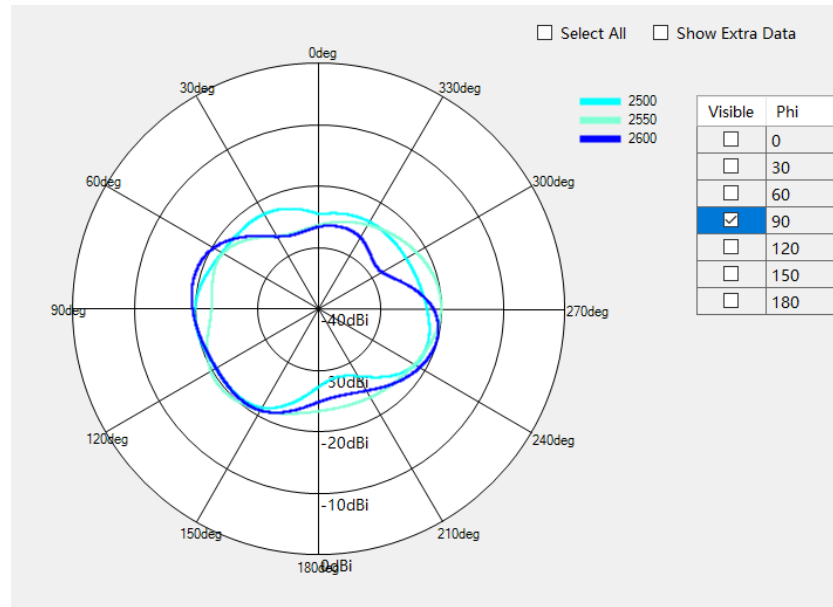 Select All
Show Extra Data
0deg
30deg
330deg
2500
2550
2600
Visible Phi
0
30
60
90
120
150
180
60deg
300deg
90deg
270deg
-40dBi
-30dBi
120deg
240deg
-20dBi
-10dBi
150deg
210deg
180deg
0dBi